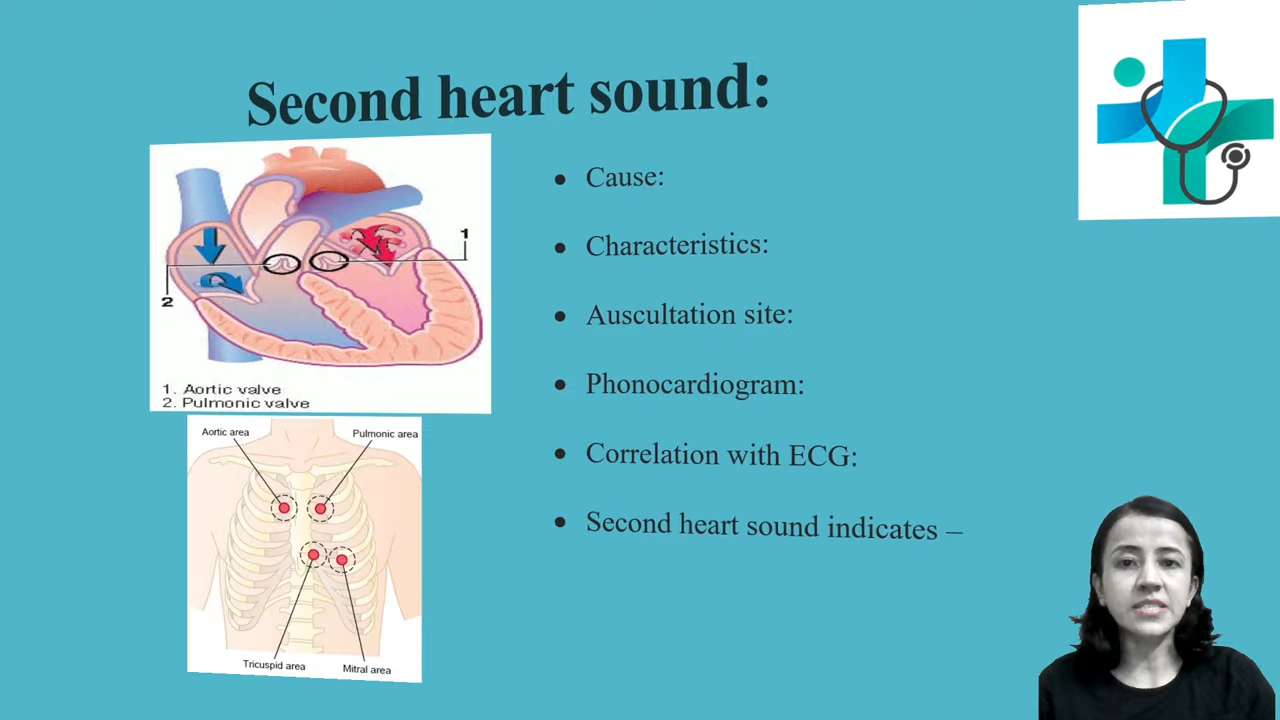 Second heart sound:
1
2
1. Aortic valve
2. Pulmonic valve
Aortic area
Pulmonic area
Tricuspid area
Mitral area
• Cause:
• Characteristics:
• Auscultation site:
• Phonocardiogram:
• Correlation with ECG:
• Second heart sound indicates –